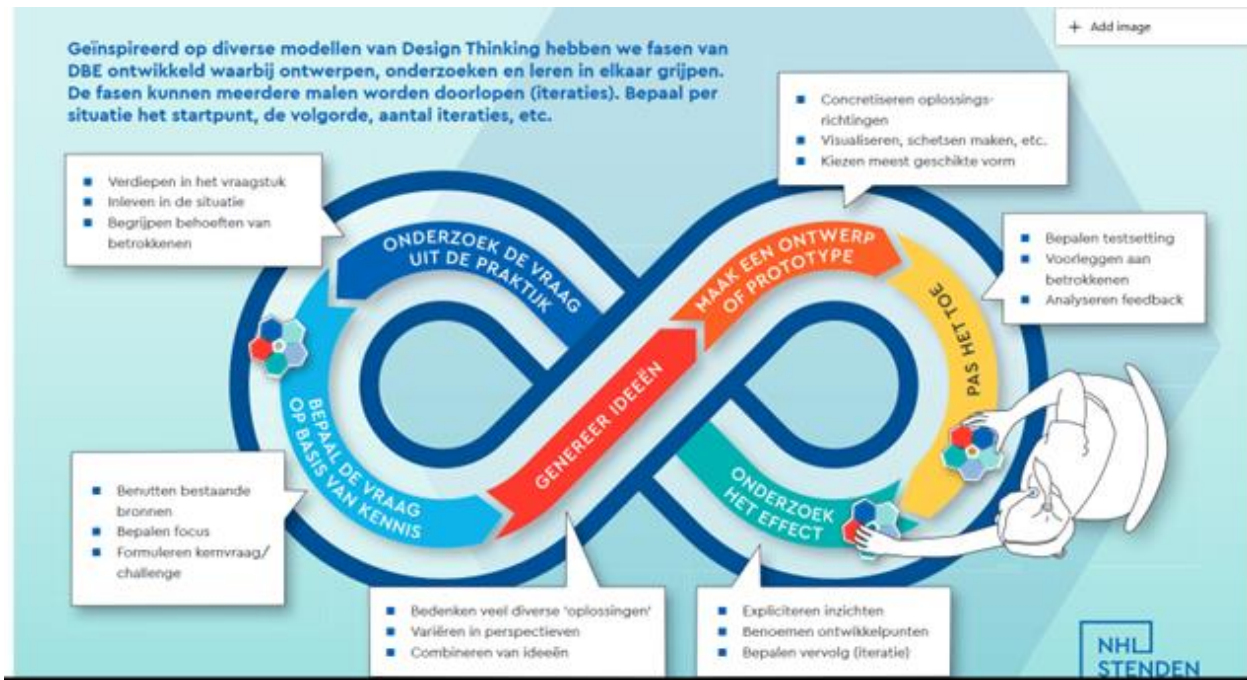 + Add image
Geïnspireerd op diverse modellen van Design Thinking hebben we fasen van
DBE ontwikkeld waarbij ontwerpen, onderzoeken en leren in elkaar grijpen.
De fasen kunnen meerdere malen worden doorlopen (iteraties). Bepaal per
situatie het startpunt, de volgorde, aantal iteraties, etc.
Verdiepen in het vraagstuk
Inleven in de situatie
Begrijpen behoeften van
betrokkenen
ONDERZOEK DE VRAAG
UIT DE PRAKTIJK
BEPAAL DE VRAAG
OP BASIS VAN KENNIS
Benutten bestaande
bronnen
Bepalen focus
Formuleren kernvraag/
challenge
GENEREER IDEEËN
Bedenken veel diverse 'oplossingen'
Variëren in perspectieven
Combineren van ideeën
MAAK EEN ONTWERP
OF PROTOTYPE
Concretiseren oplossings-
richtingen
Visualiseren, schetsen maken, etc.
Kiezen meest geschikte vorm
PAS HET TOE
Bepalen testsetting
Voorleggen aan
betrokkenen
Analyseren feedback
ONDERZOEK
HET EFFECT
Expliciteren inzichten
Benoemen ontwikkelpunten
Bepalen vervolg (iteratie)
NHL
STENDEN